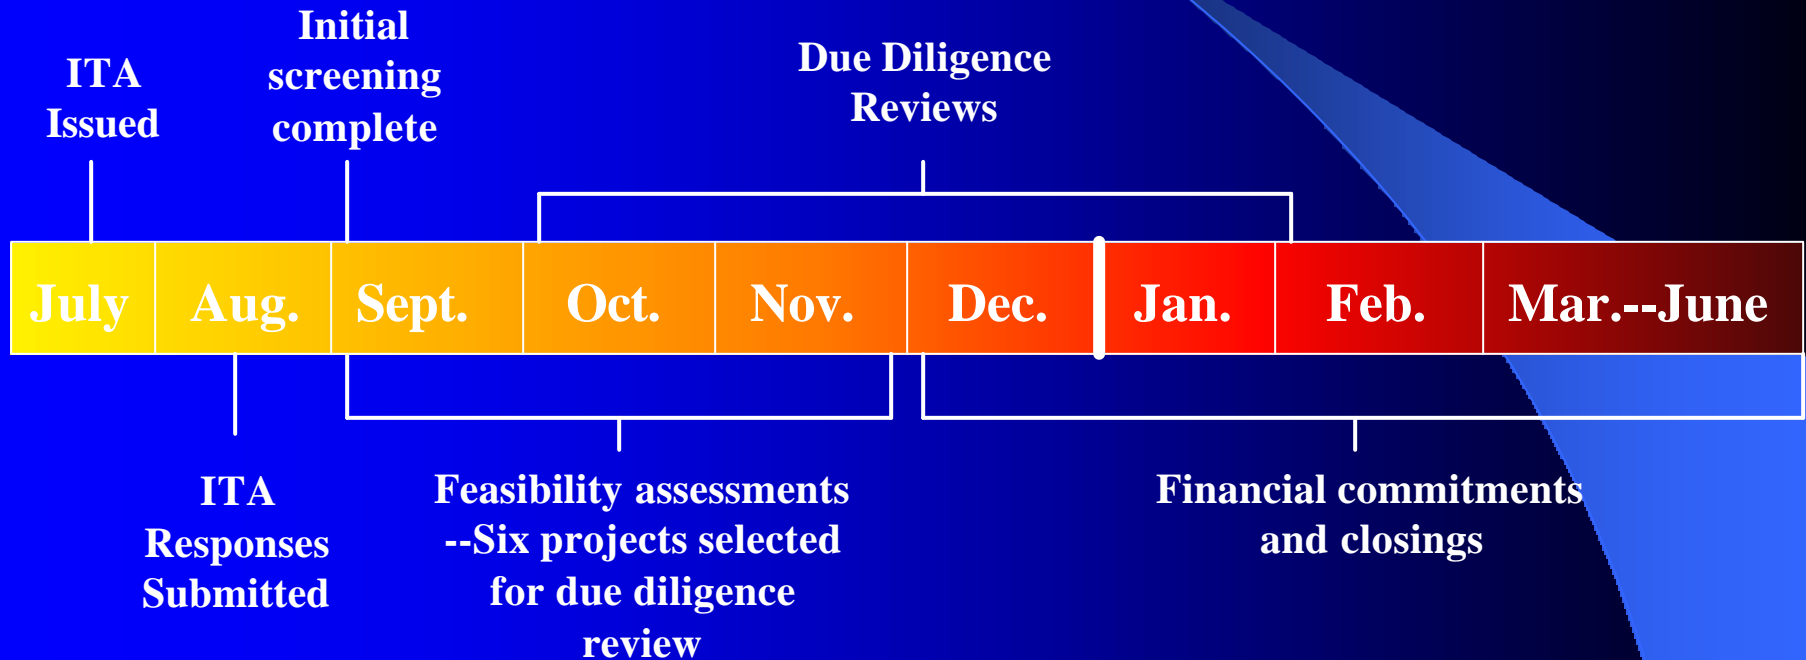 ITA
Issued
Initial
screening
complete
Due Diligence
Reviews
July
Aug.
Sept.
Oct.
Nov.
Dec.
Jan.
Feb.
Mar.--June
ITA
Responses
Submitted
Feasibility assessments
--Six projects selected
for due diligence
review
Financial commitments
and closings